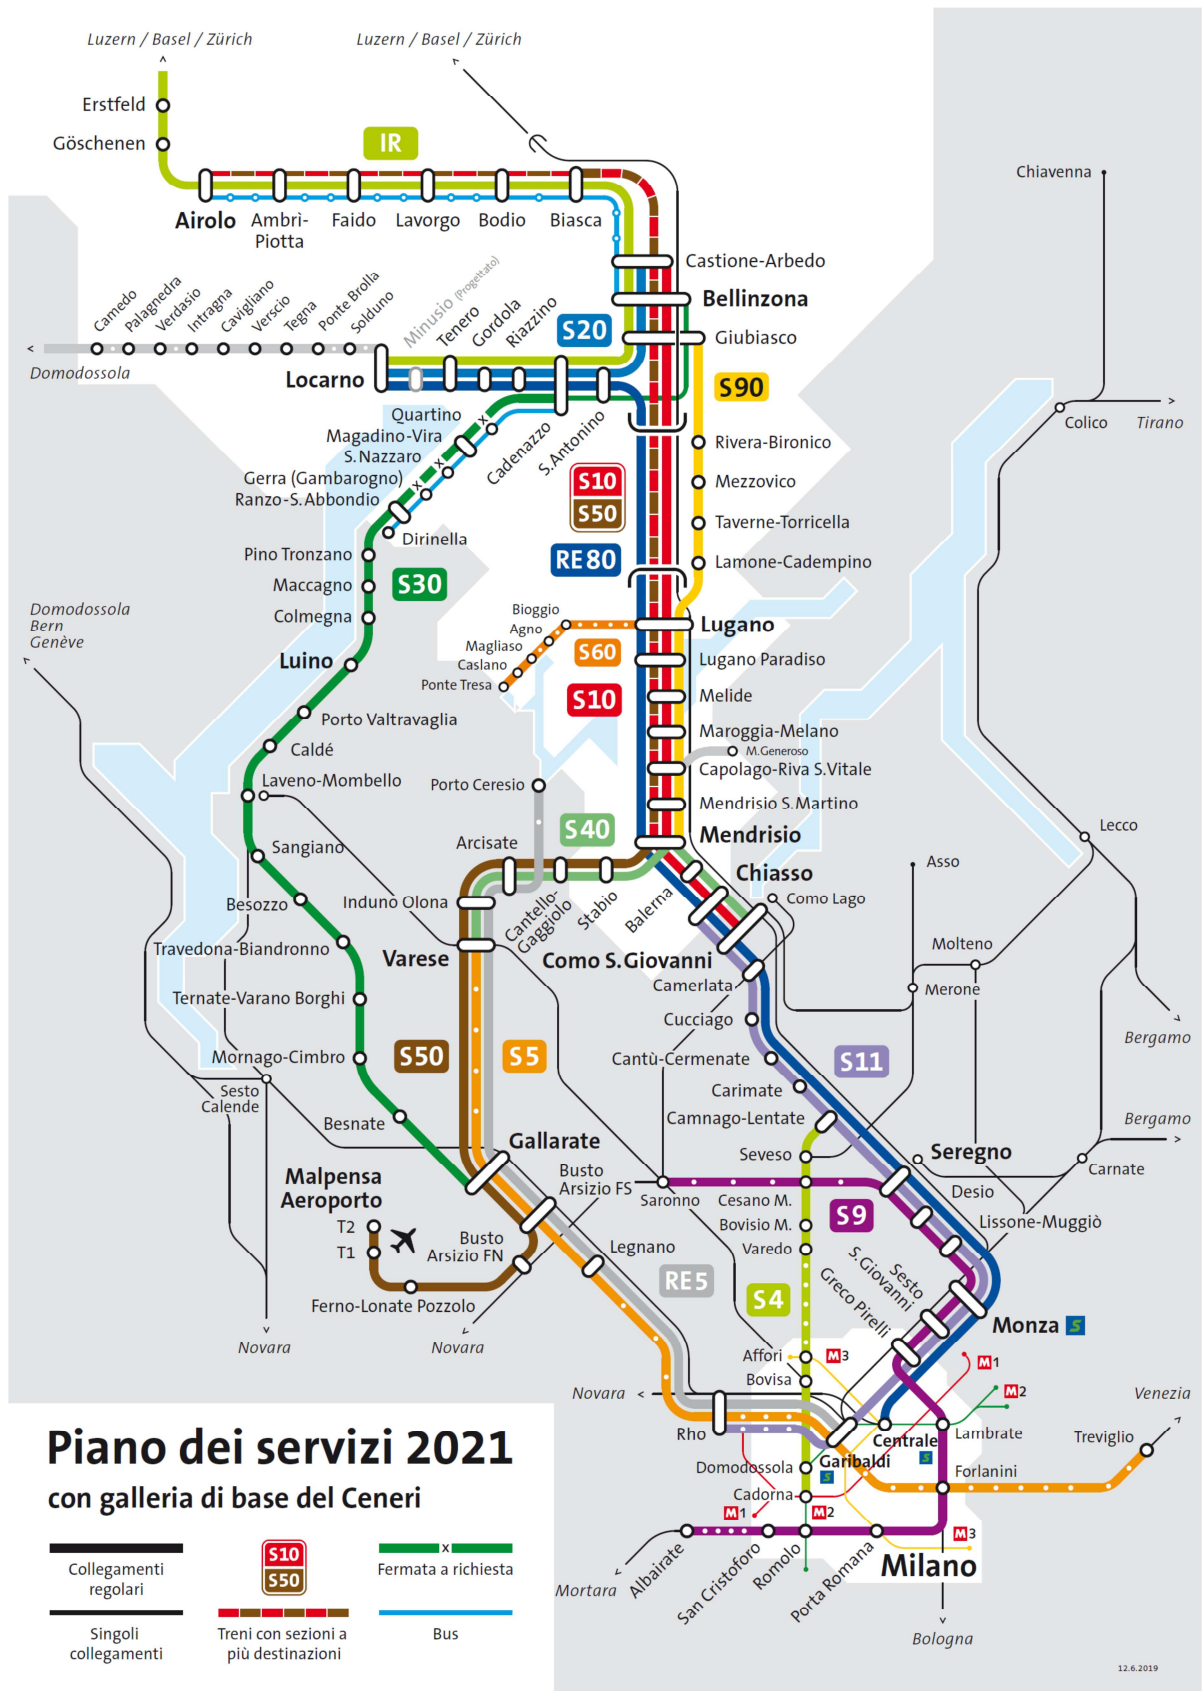 Luzern / Basel / Zürich
Luzern / Basel / Zürich
Erstfeld
Göschenen
IR
Chiavenna
Airolo
Ambrì-
Piotta
Faido
Lavorgo
Bodio
Biasca
Castione-Arbedo
Bellinzona
Giubiasco
Camedo
Palagnedra
Verdasio
Intragna
Cavigliano
Verscio
Tegna
Ponte Brolla
Solduno
Minusio (Progettato)
Tenero
Gordola
Riazzino
S20
Domodossola
Locarno
S90
Colico
Tirano
Quartino
Magadino-Vira
S.Nazzaro
Gerra (Gambarogno)
Ranzo-S.Abbondio
Cadenazzo
S.Antonino
Rivera-Bironico
Mezzovico
S10
S50
Taverne-Torricella
Dirinella
Pino Tronzano
RE80
Lamone-Cadempino
Maccagno
S30
Colmegna
Domodossola
Bern
Genève
Bioggio
Agno
Magliaso
Caslano
Ponte Tresa
Lugano
S60
Luino
Lugano Paradiso
S10
Melide
Porto Valtravaglia
Maroggia-Melano
M.Generoso
Caldé
Capolago-Riva S.Vitale
Laveno-Mombello
Porto Ceresio
Mendrisio S.Martino
S40
Mendrisio
Lecco
Arcisate
Sangiano
Chiasso
Asso
Besozzo
Induno Olona
Cantello-
Gaggiolo
Stabio
Balerna
Como Lago
Travedona-Biandronno
Varese
Como S.Giovanni
Molteno
Camerlata
Merone
Ternate-Varano Borghi
Cucciago
Bergamo
Mornago-Cimbro
S50
S5
Cantù-Cermenate
S11
Sesto
Calende
Carimate
Besnate
Camnago-Lentate
Bergamo
Gallarate
Seveso
Seregno
Carnate
Malpensa
Aeroporto
Busto
Arsizio FS
Saronno
Cesano M.
Desio
T2
T1
Bovisio M.
S9
Lissone-Muggiò
Busto
Arsizio FN
Legnano
Varedo
Sesto
S.Giovanni
Greco Pirelli
RE5
S4
Ferno-Lonate Pozzolo
Monza S
Novara
Novara
Affori
M3
M1
Bovisa
M2
Novara
Venezia
Rho
Centrale
S
Lambrate
Treviglio
Domodossola
Garibaldi
S
Forlanini
Cadorna
M1
M2
M3
Albairate
San Cristoforo
Romolo
Porta Romana
Milano
Mortara
Bologna
Piano dei servizi 2021
con galleria di base del Ceneri
Collegamenti
regolari
S10
S50
x
Fermata a richiesta
Singoli
collegamenti
Treni con sezioni a
più destinazioni
Bus
12.6.2019